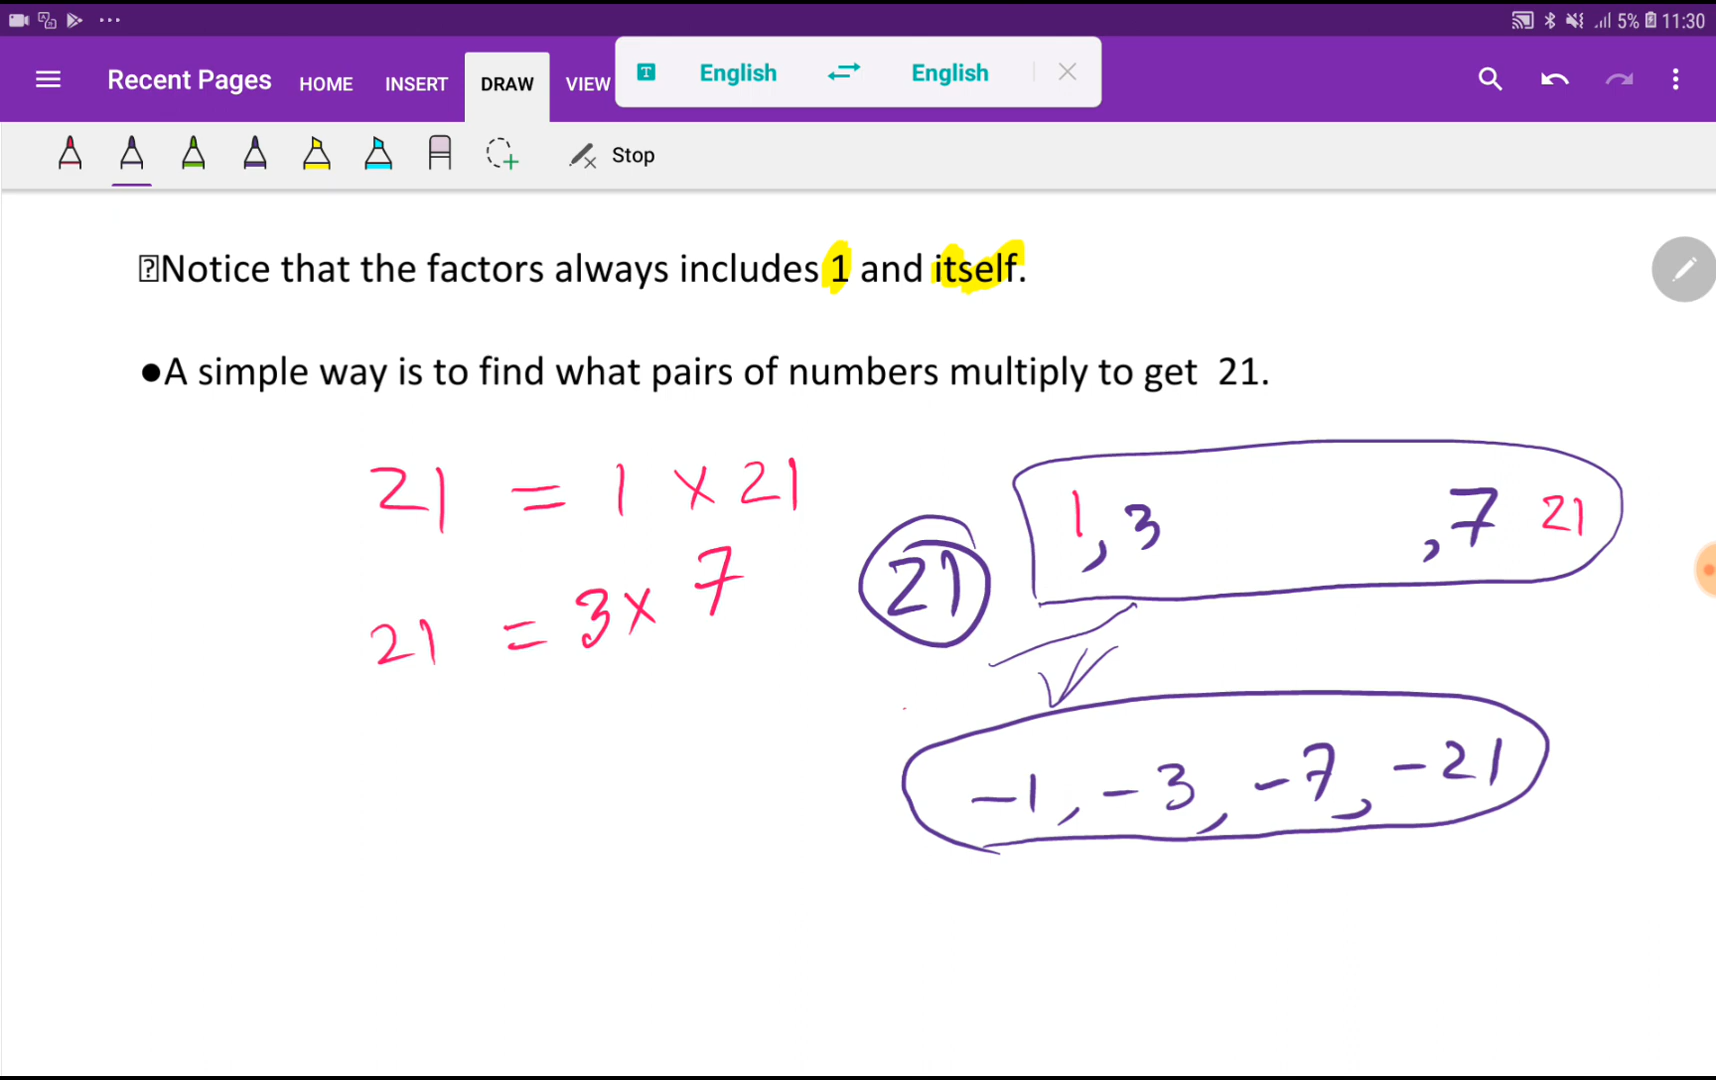 5% 11:30
Recent Pages HOME INSERT DRAW VIEW
English English
Stop
Notice that the factors always includes 1 and itself.
●A simple way is to find what pairs of numbers multiply to get 21.
21 = 1 × 21
21 = 3 × 7
21
1, 3 , 7 21
-1, -3, -7, -21